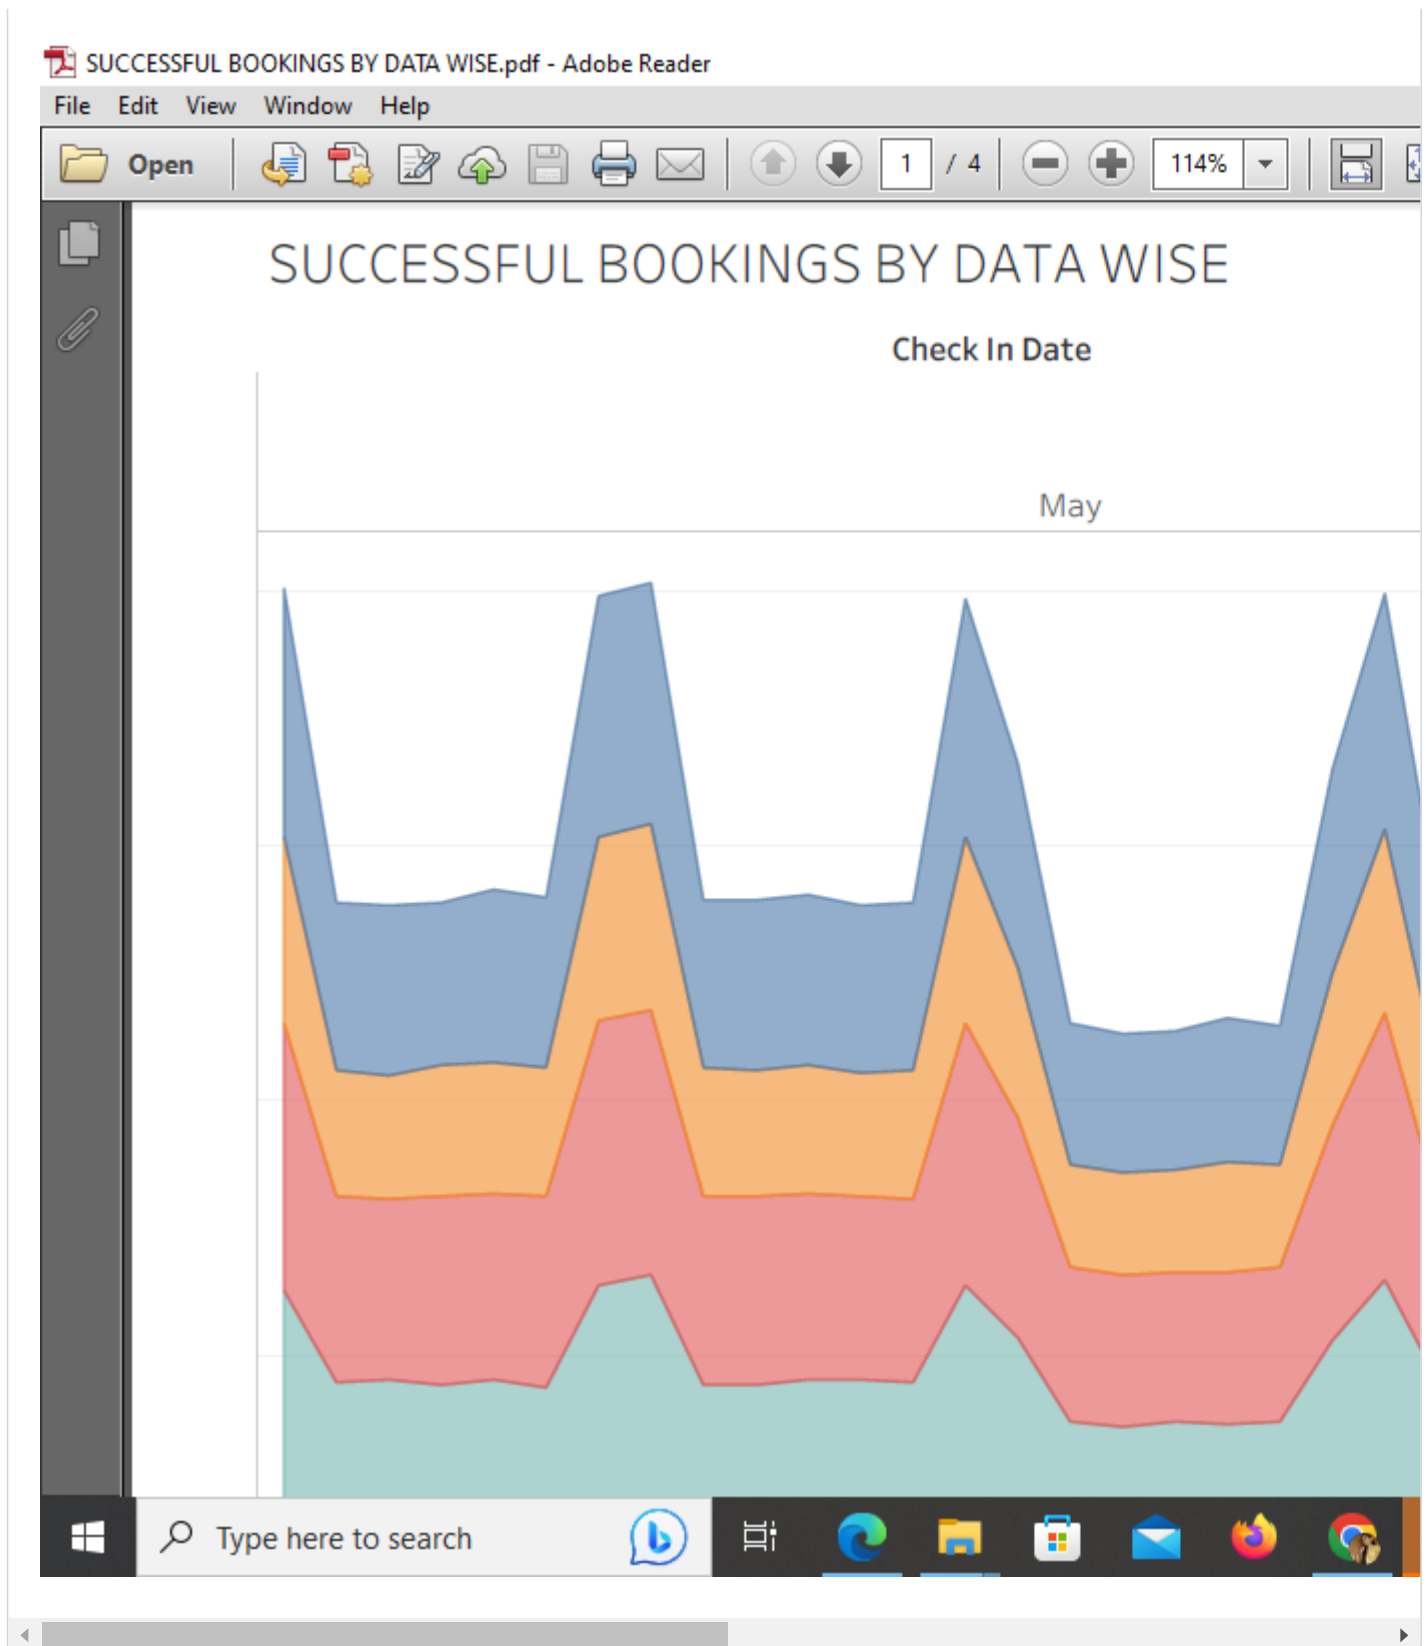 SUCCESSFUL BOOKINGS BY DATA WISE.pdf - Adobe Reader
File Edit View Window Help
Open 1 / 4 114%
SUCCESSFUL BOOKINGS BY DATA WISE
Check In Date
May
Type here to search